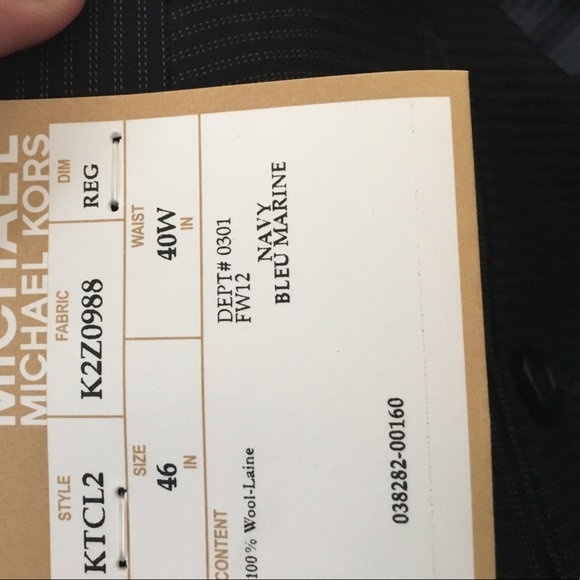 MICHAEL
MICHAEL KORS
STYLE FABRIC DIM
KTCL2 K2Z0988 REG
SIZE WAIST
46 40W
IN IN
CONTENT
100% Wool-Laine
DEPT# 0301
FW12
NAVY
BLEU MARINE
038282-00160